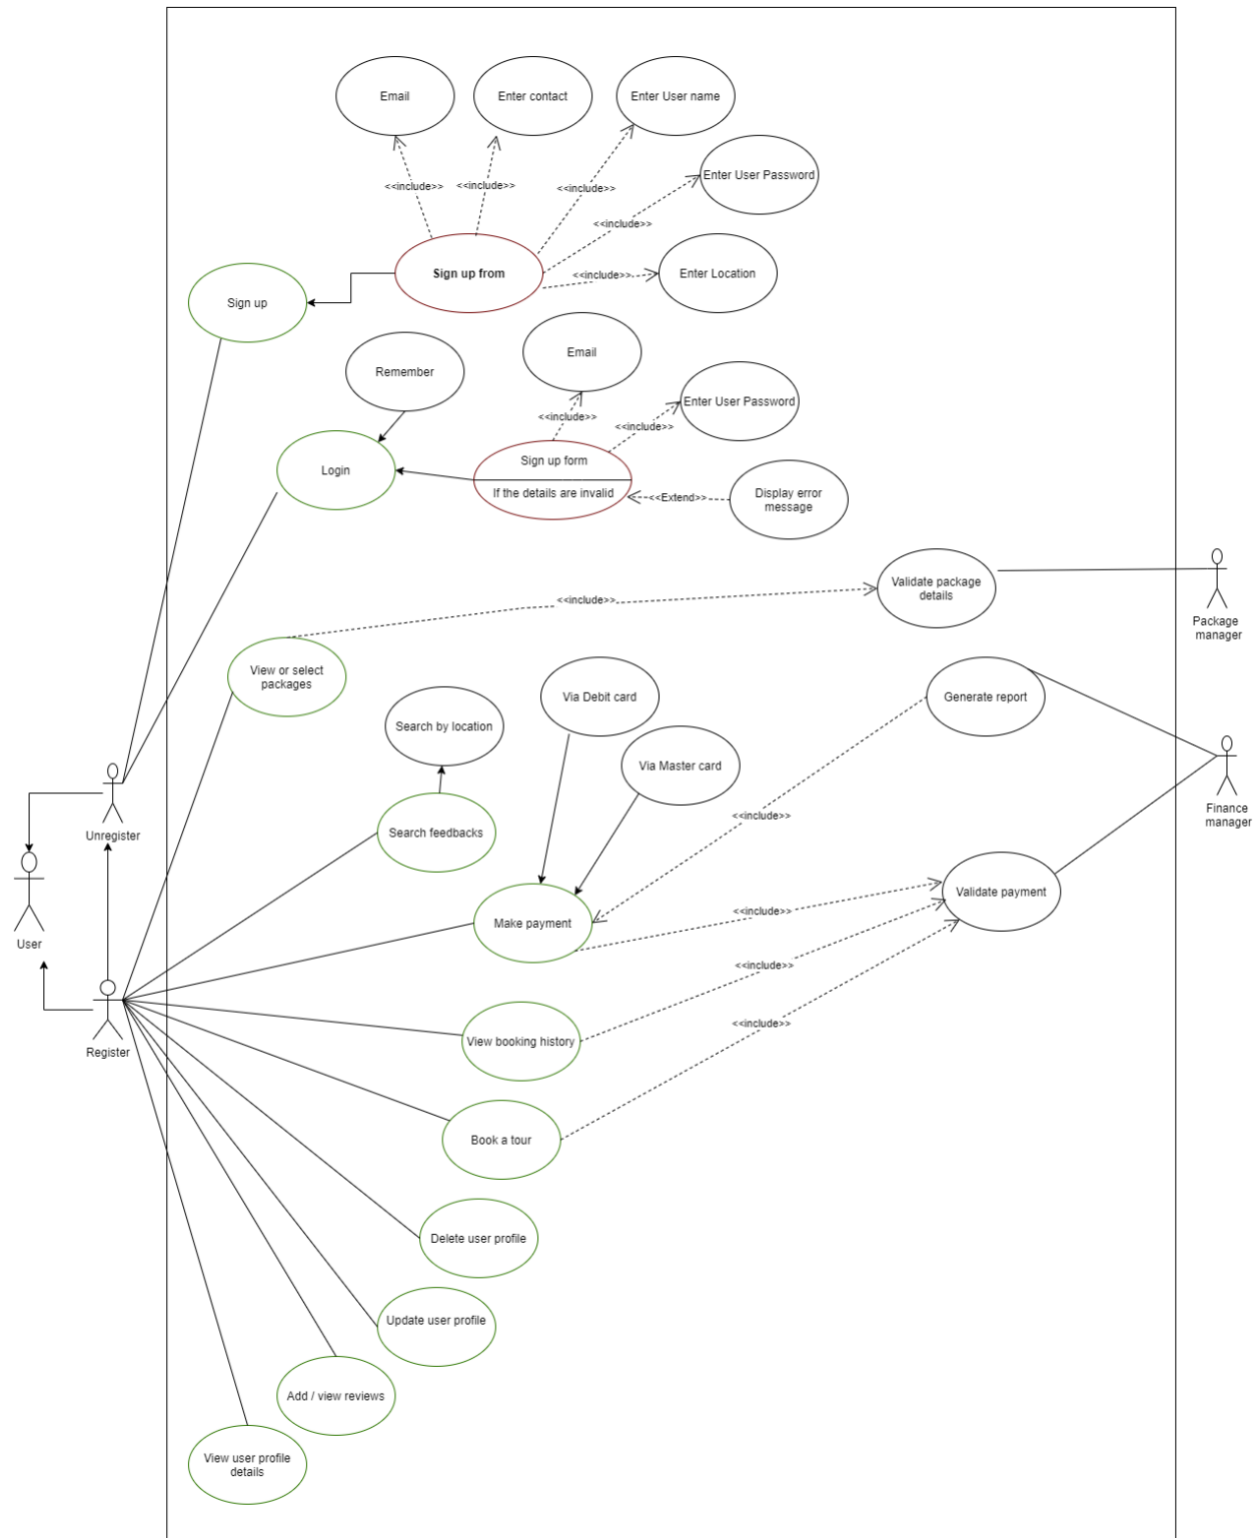 Email
Enter contact
Enter User name
Enter User Password
<<include>>
<<include>>
<<include>>
<<include>>
Sign up from
<<include>>
Enter Location
Sign up
Email
Remember
Enter User Password
<<include>>
<<include>>
Login
Sign up form
If the details are invalid
<<Extend>>
Display error
message
Validate package
details
<<include>>
Package
manager
View or select
packages
Via Debit card
Generate report
Search by location
Via Master card
Finance
manager
<<include>>
Unregister
Search feedbacks
Validate payment
<<include>>
Make payment
User
<<include>>
<<include>>
View booking history
Register
Book a tour
Delete user profile
Update user profile
Add / view reviews
View user profile
details